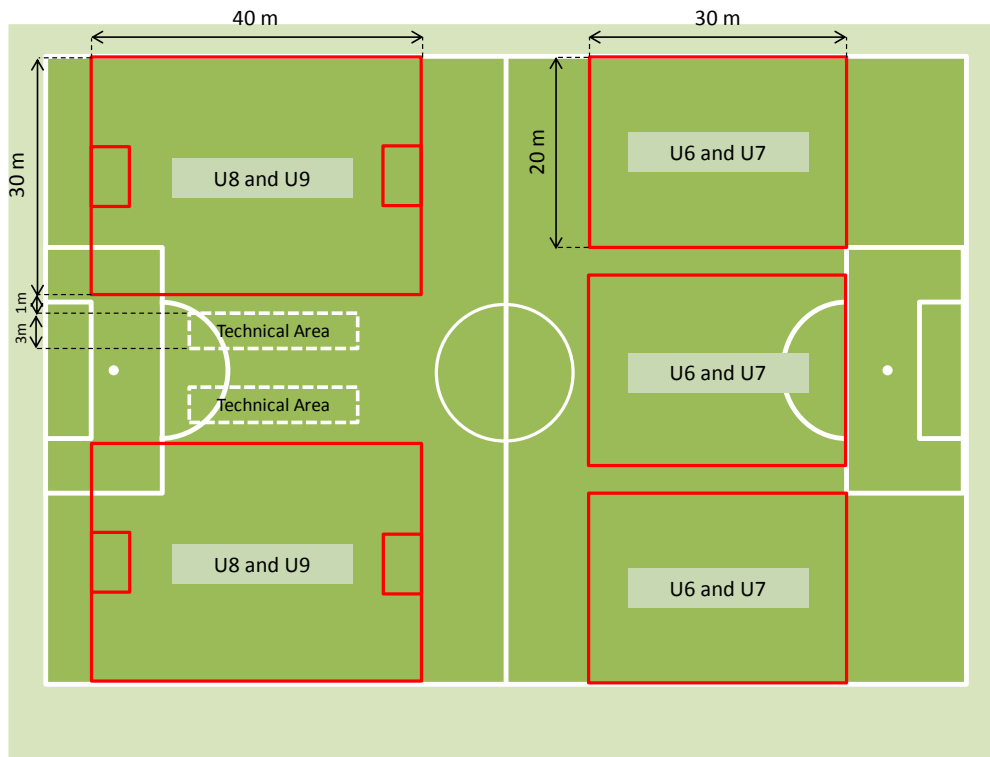 40 m
30 m
30 m
20 m
U8 and U9
U6 and U7
1m
3m
Technical Area
Technical Area
U6 and U7
U8 and U9
U6 and U7